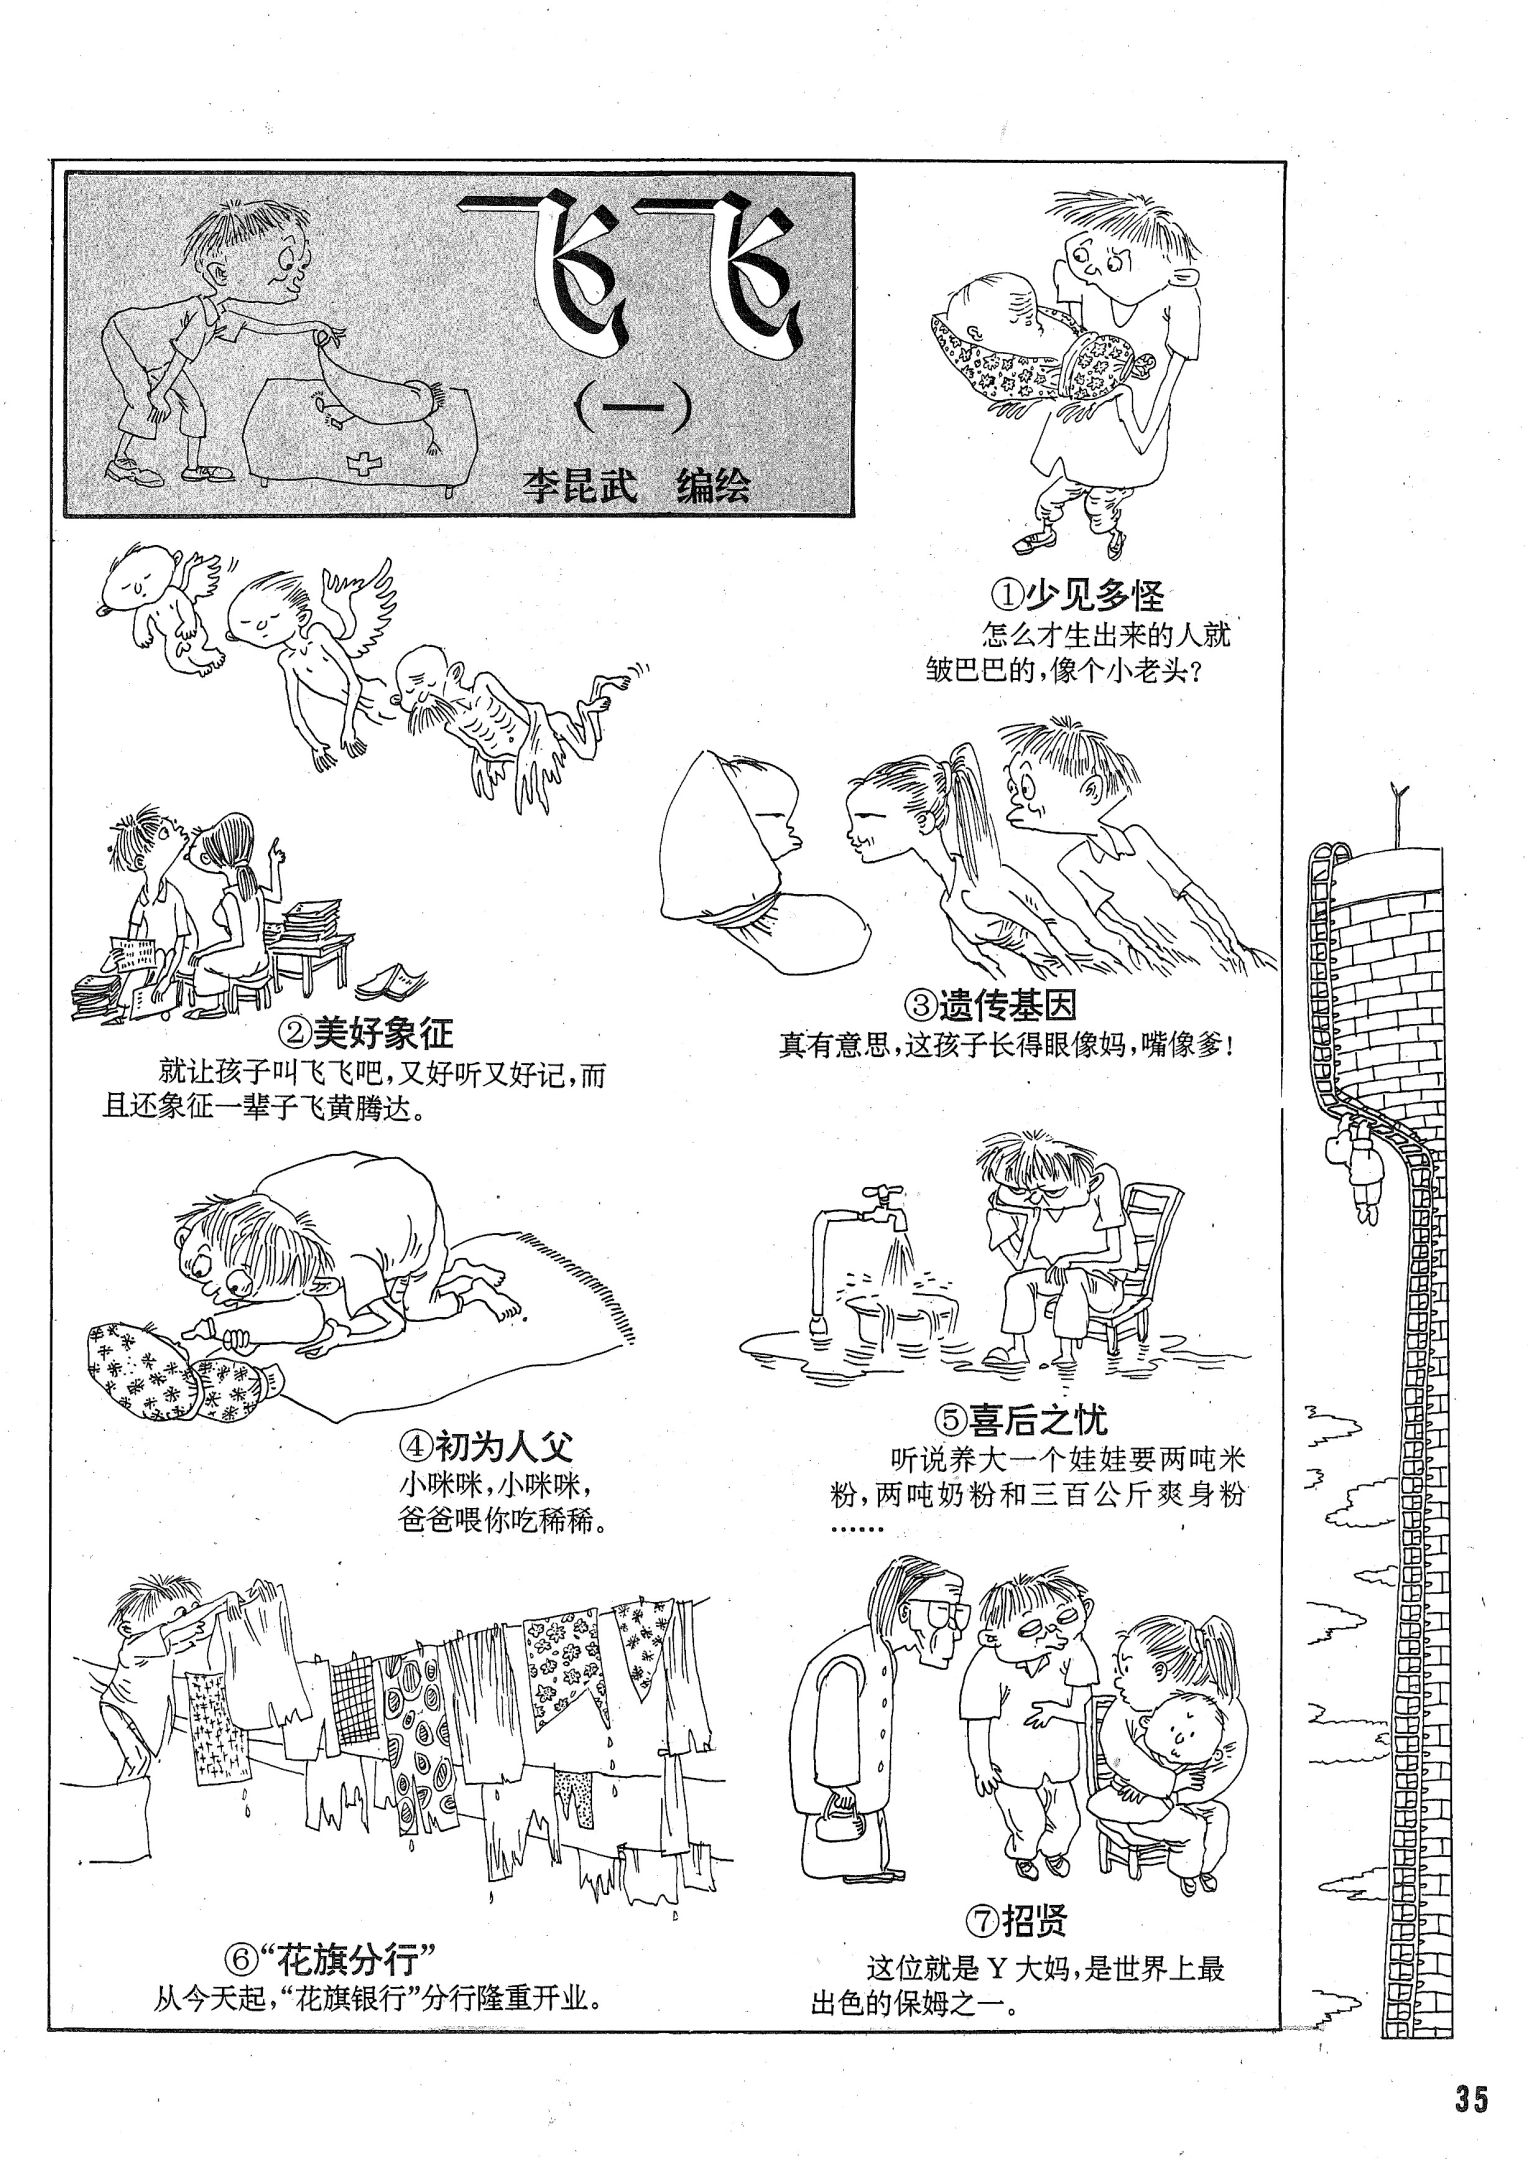 飞飞
（一）
李昆武 编绘
①少见多怪
怎么才生出来的人就
皱巴巴的，像个小老头？
②美好象征
就让孩子叫飞飞吧，又好听又好记，而
且还象征一辈子飞黄腾达。
③遗传基因
真有意思，这孩子长得眼像妈，嘴像爹！
④初为人父
小咪咪，小咪咪，
爸爸喂你吃稀稀。
⑤喜后之忧
听说养大一个娃娃要两吨米
粉，两吨奶粉和三百公斤爽身粉
……
⑥“花旗分行”
从今天起，“花旗银行”分行隆重开业。
⑦招贤
这位就是 Y 大妈，是世界上最
出色的保姆之一。
35